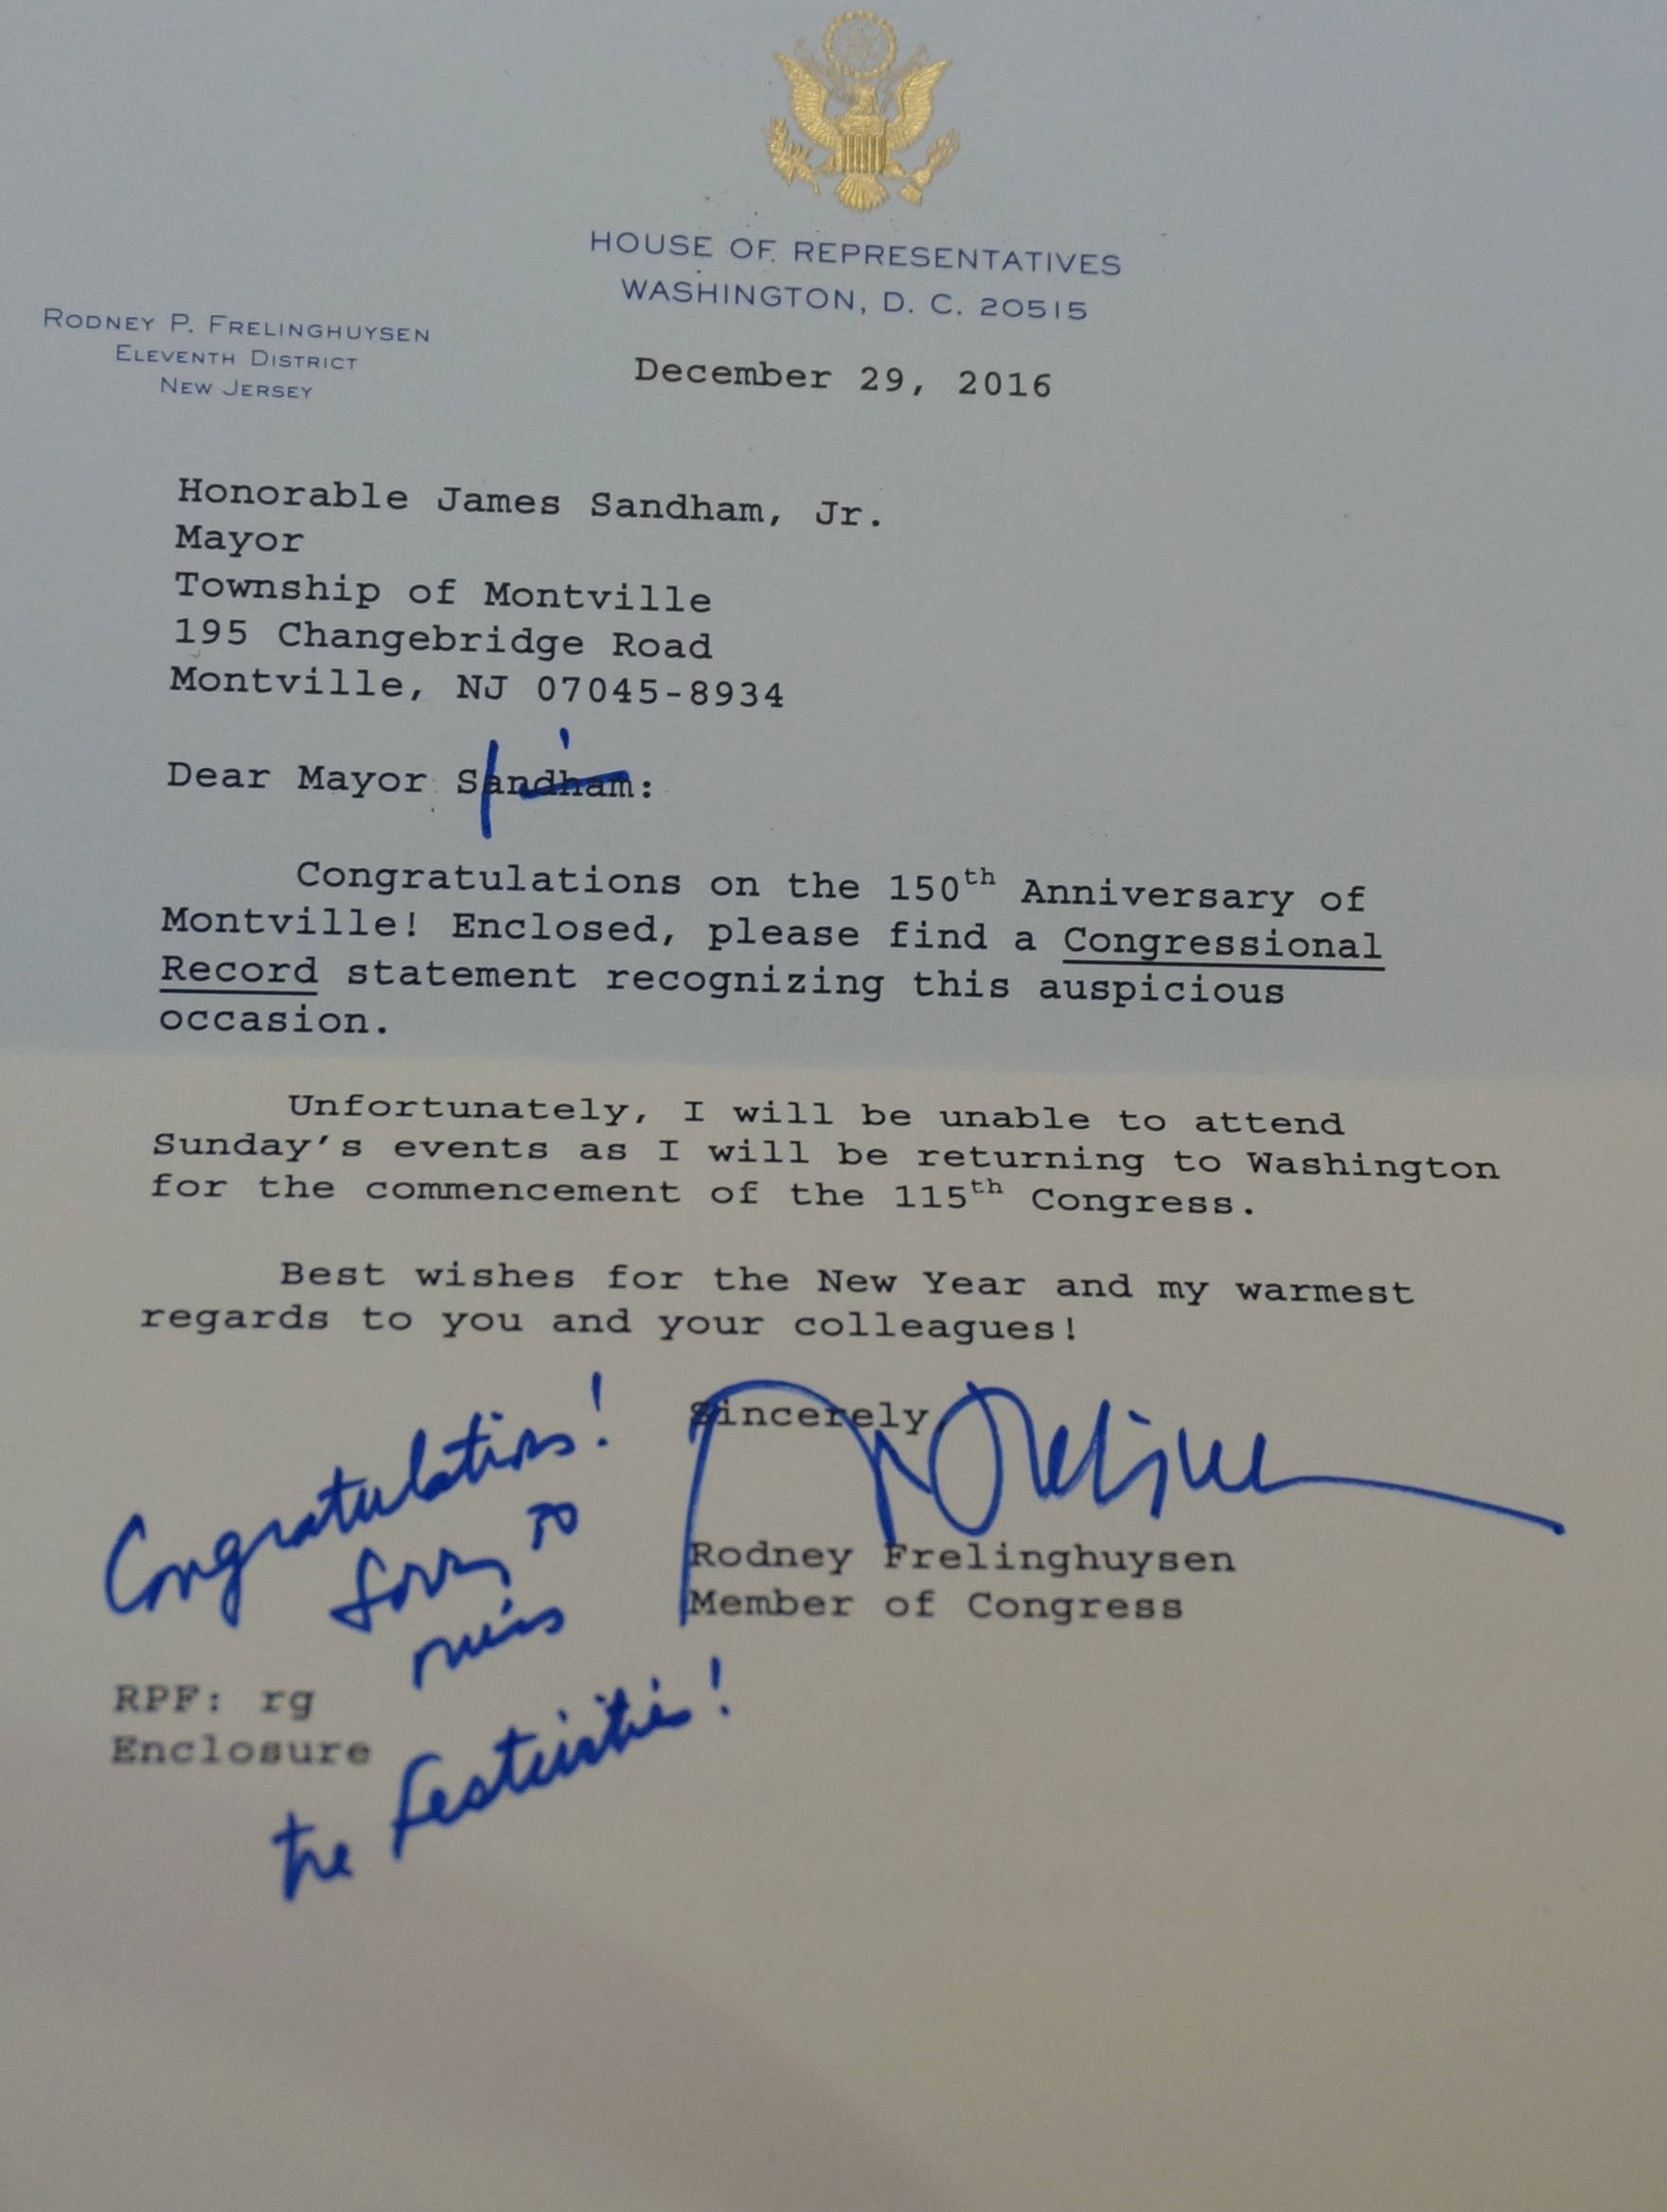 HOUSE OF REPRESENTATIVES
WASHINGTON, D. C. 20515
RODNEY P. FRELINGHUYSEN
ELEVENTH DISTRICT
NEW JERSEY
December 29, 2016
Honorable James Sandham, Jr.
Mayor
Township of Montville
195 Changebridge Road
Montville, NJ 07045-8934
Dear Mayor Sandham:
Congratulations on the 150th Anniversary of
Montville! Enclosed, please find a Congressional
Record statement recognizing this auspicious
occasion.
Unfortunately, I will be unable to attend
Sunday's events as I will be returning to Washington
for the commencement of the 115th Congress.
Best wishes for the New Year and my warmest
regards to you and your colleagues!
Sincerely,
Rodney Frelinghuysen
Member of Congress
Congratulations!
Sorry to
miss
the Festivities!
RPF: rg
Enclosure